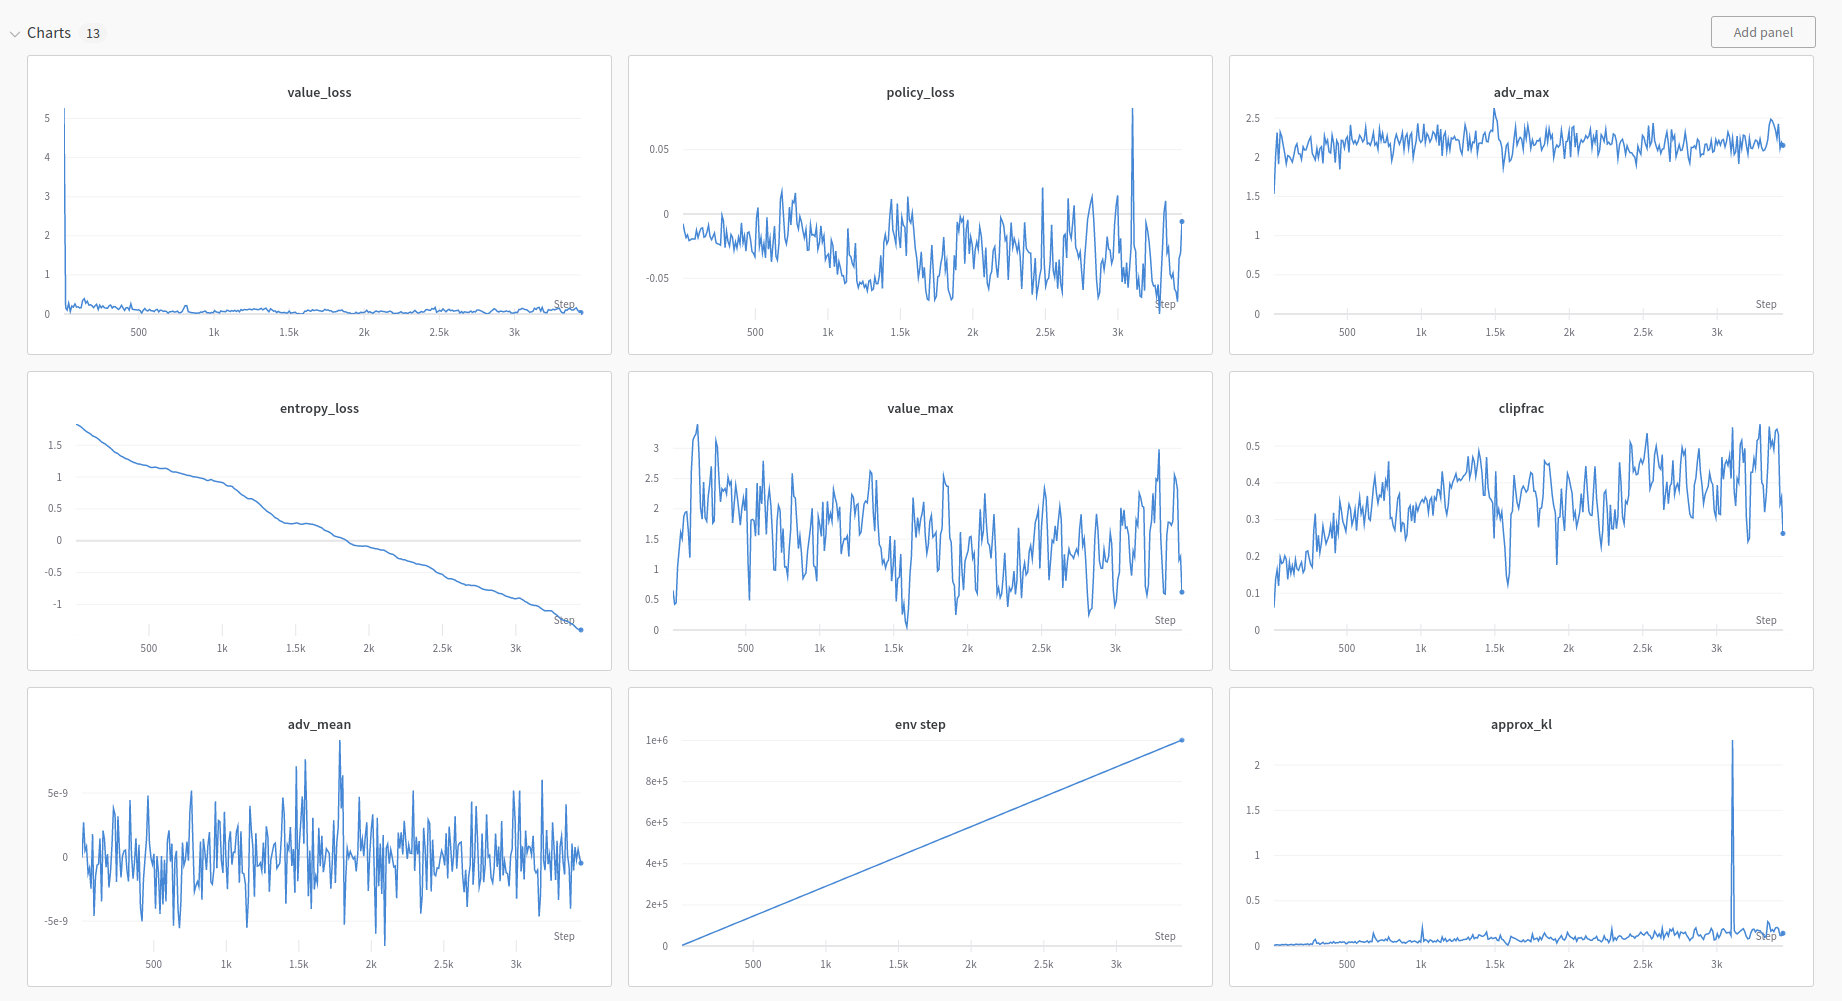 Charts 13
Add panel
value_loss
5
4
3
2
1
0
Step
500 1k 1.5k 2k 2.5k 3k
policy_loss
0.05
0
-0.05
Step
500 1k 1.5k 2k 2.5k 3k
adv_max
2.5
2
1.5
1
0.5
0
Step
500 1k 1.5k 2k 2.5k 3k
entropy_loss
1.5
1
0.5
0
-0.5
-1
Step
500 1k 1.5k 2k 2.5k 3k
value_max
3
2.5
2
1.5
1
0.5
0
Step
500 1k 1.5k 2k 2.5k 3k
clipfrac
0.5
0.4
0.3
0.2
0.1
0
Step
500 1k 1.5k 2k 2.5k 3k
adv_mean
5e-9
0
-5e-9
Step
500 1k 1.5k 2k 2.5k 3k
env step
1e+6
8e+5
6e+5
4e+5
2e+5
0
Step
500 1k 1.5k 2k 2.5k 3k
approx_kl
2
1.5
1
0.5
0
Step
500 1k 1.5k 2k 2.5k 3k